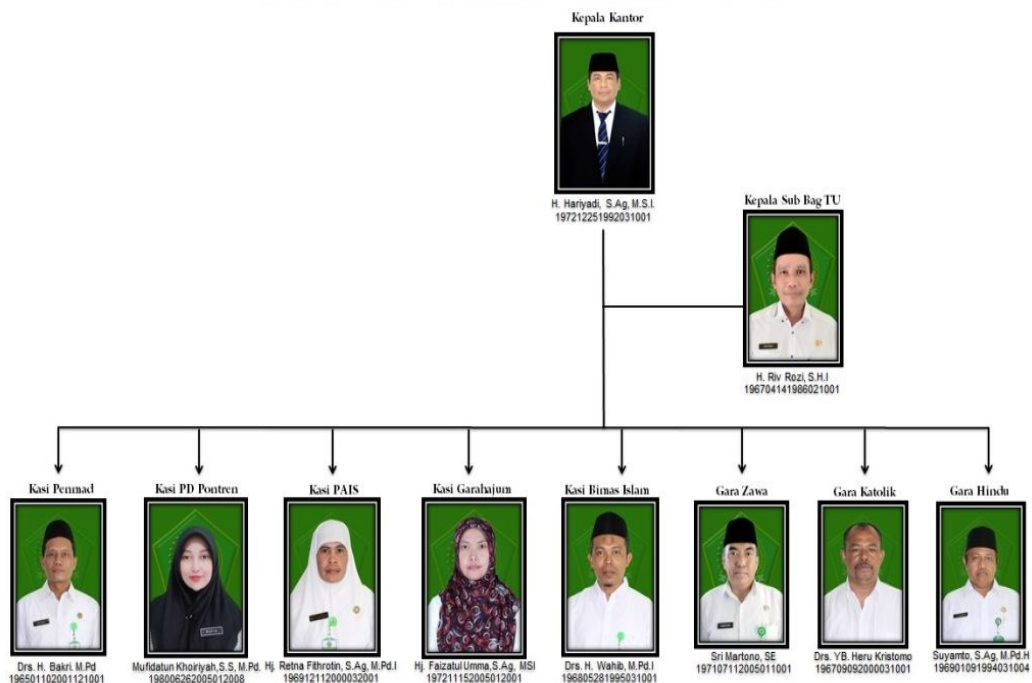 Kepala Kantor
H. Hariyadi, S.Ag, M.S.I.
197212251992031001
Kepala Sub Bag TU
H. Riv Rozi, S.H.I
196704141986021001
Kasi Penmad
Drs. H. Bakri. M.Pd
196501102001121001
Kasi PD Pontren
Mufidatun Khoiriyah,S.S, M.Pd.
198006262005012008
Kasi PAIS
Hj. Retna Fithrotin, S.Ag, M.Pd.I
196912112000032001
Kasi Garahajum
Hj. Faizatul Umma,S.Ag, MSI
197211152005012001
Kasi Bimas Islam
Drs. H. Wahib, M.Pd.I
196805281995031001
Gara Zawa
Sri Martono, SE
197107112005011001
Gara Katolik
Drs. YB. Heru Kristomo
196709092000031001
Gara Hindu
Suyamto, S.Ag, M.Pd.H
196901091994031004